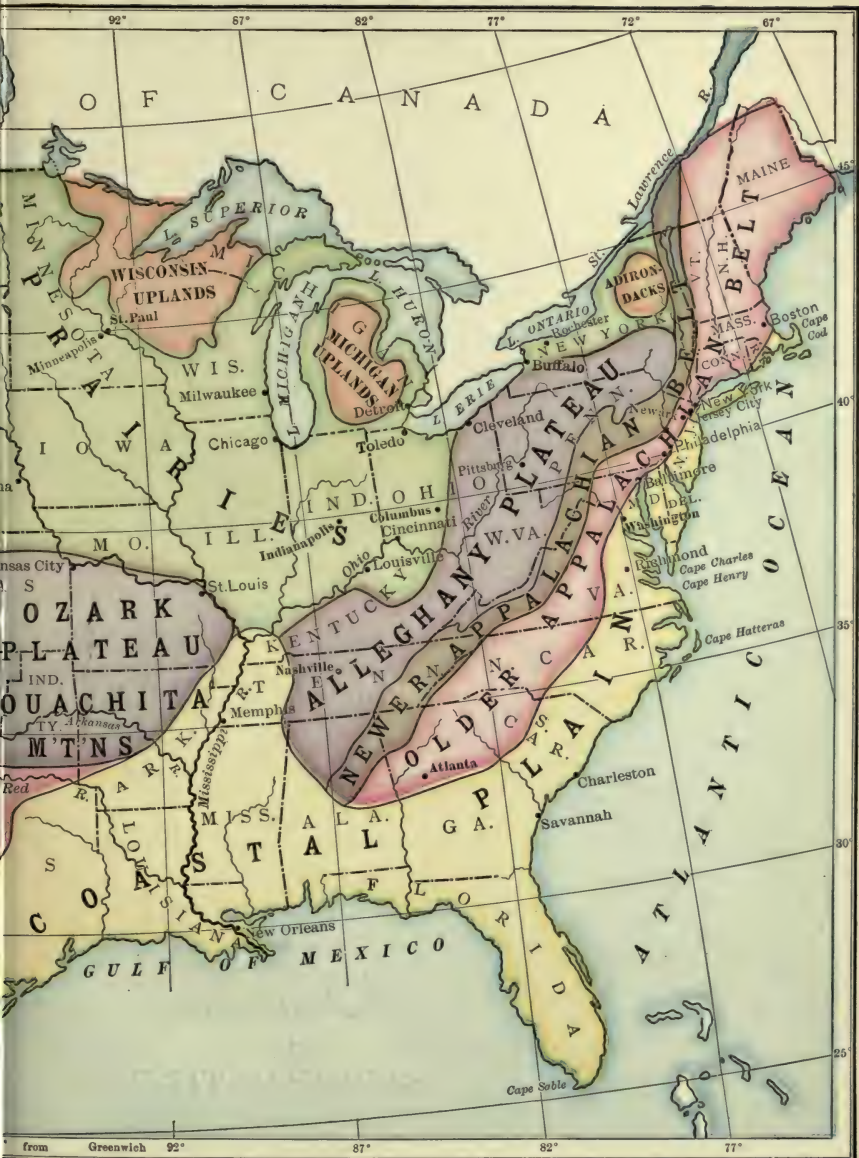 92° 87° 82° 77° 72° 67°
OF CANADA
St. Lawrence R.
MAINE
45°
MINNESOTA
L. SUPERIOR
MICH
WISCONSIN
UPLANDS
St. Paul
Minneapolis
L. HURON
ADIRON-
DACKS
VT.
N.H.
L. ONTARIO
Rochester
NEW YORK
MASS.
Boston
Cape
Cod
CONN.
WIS.
L. MICHIGAN
MICHIGAN
UPLANDS
Milwaukee
Detroit
L. ERIE
Buffalo
Cleveland
Newark
New York
Jersey City
40°
IOWA
Chicago
Toledo
PENN.
Philadelphia
Pittsburg
N.J.
Baltimore
MD.
DEL.
Washington
PRAIRIES
ILL.
IND.
OHIO
Columbus
Indianapolis
Cincinnati
Ohio
River
W.VA.
Richmond
Cape Charles
Cape Henry
VA.
MO.
Louisville
nsas City
St. Louis
S
OZARK
PLATEAU
KENTUCKY
35°
N. CAR.
Cape Hatteras
IND.
TY.
OUACHITA
M'T'NS
Arkansas
R.
Nashville
TENN.
Memphis
ALLEGHANY PLATEAU
NEWER APPALACHIAN BELT
OLDER APPALACHIAN BELT
Atlanta
S. CAR.
Charleston
Red
R.
ARK.
Mississippi
R.
MISS.
ALA.
GA.
Savannah
30°
S
LOUISIANA
COASTAL PLAIN
FLORIDA
New Orleans
GULF OF MEXICO
ATLANTIC OCEAN
25°
Cape Sable
from Greenwich 92° 87° 82° 77°